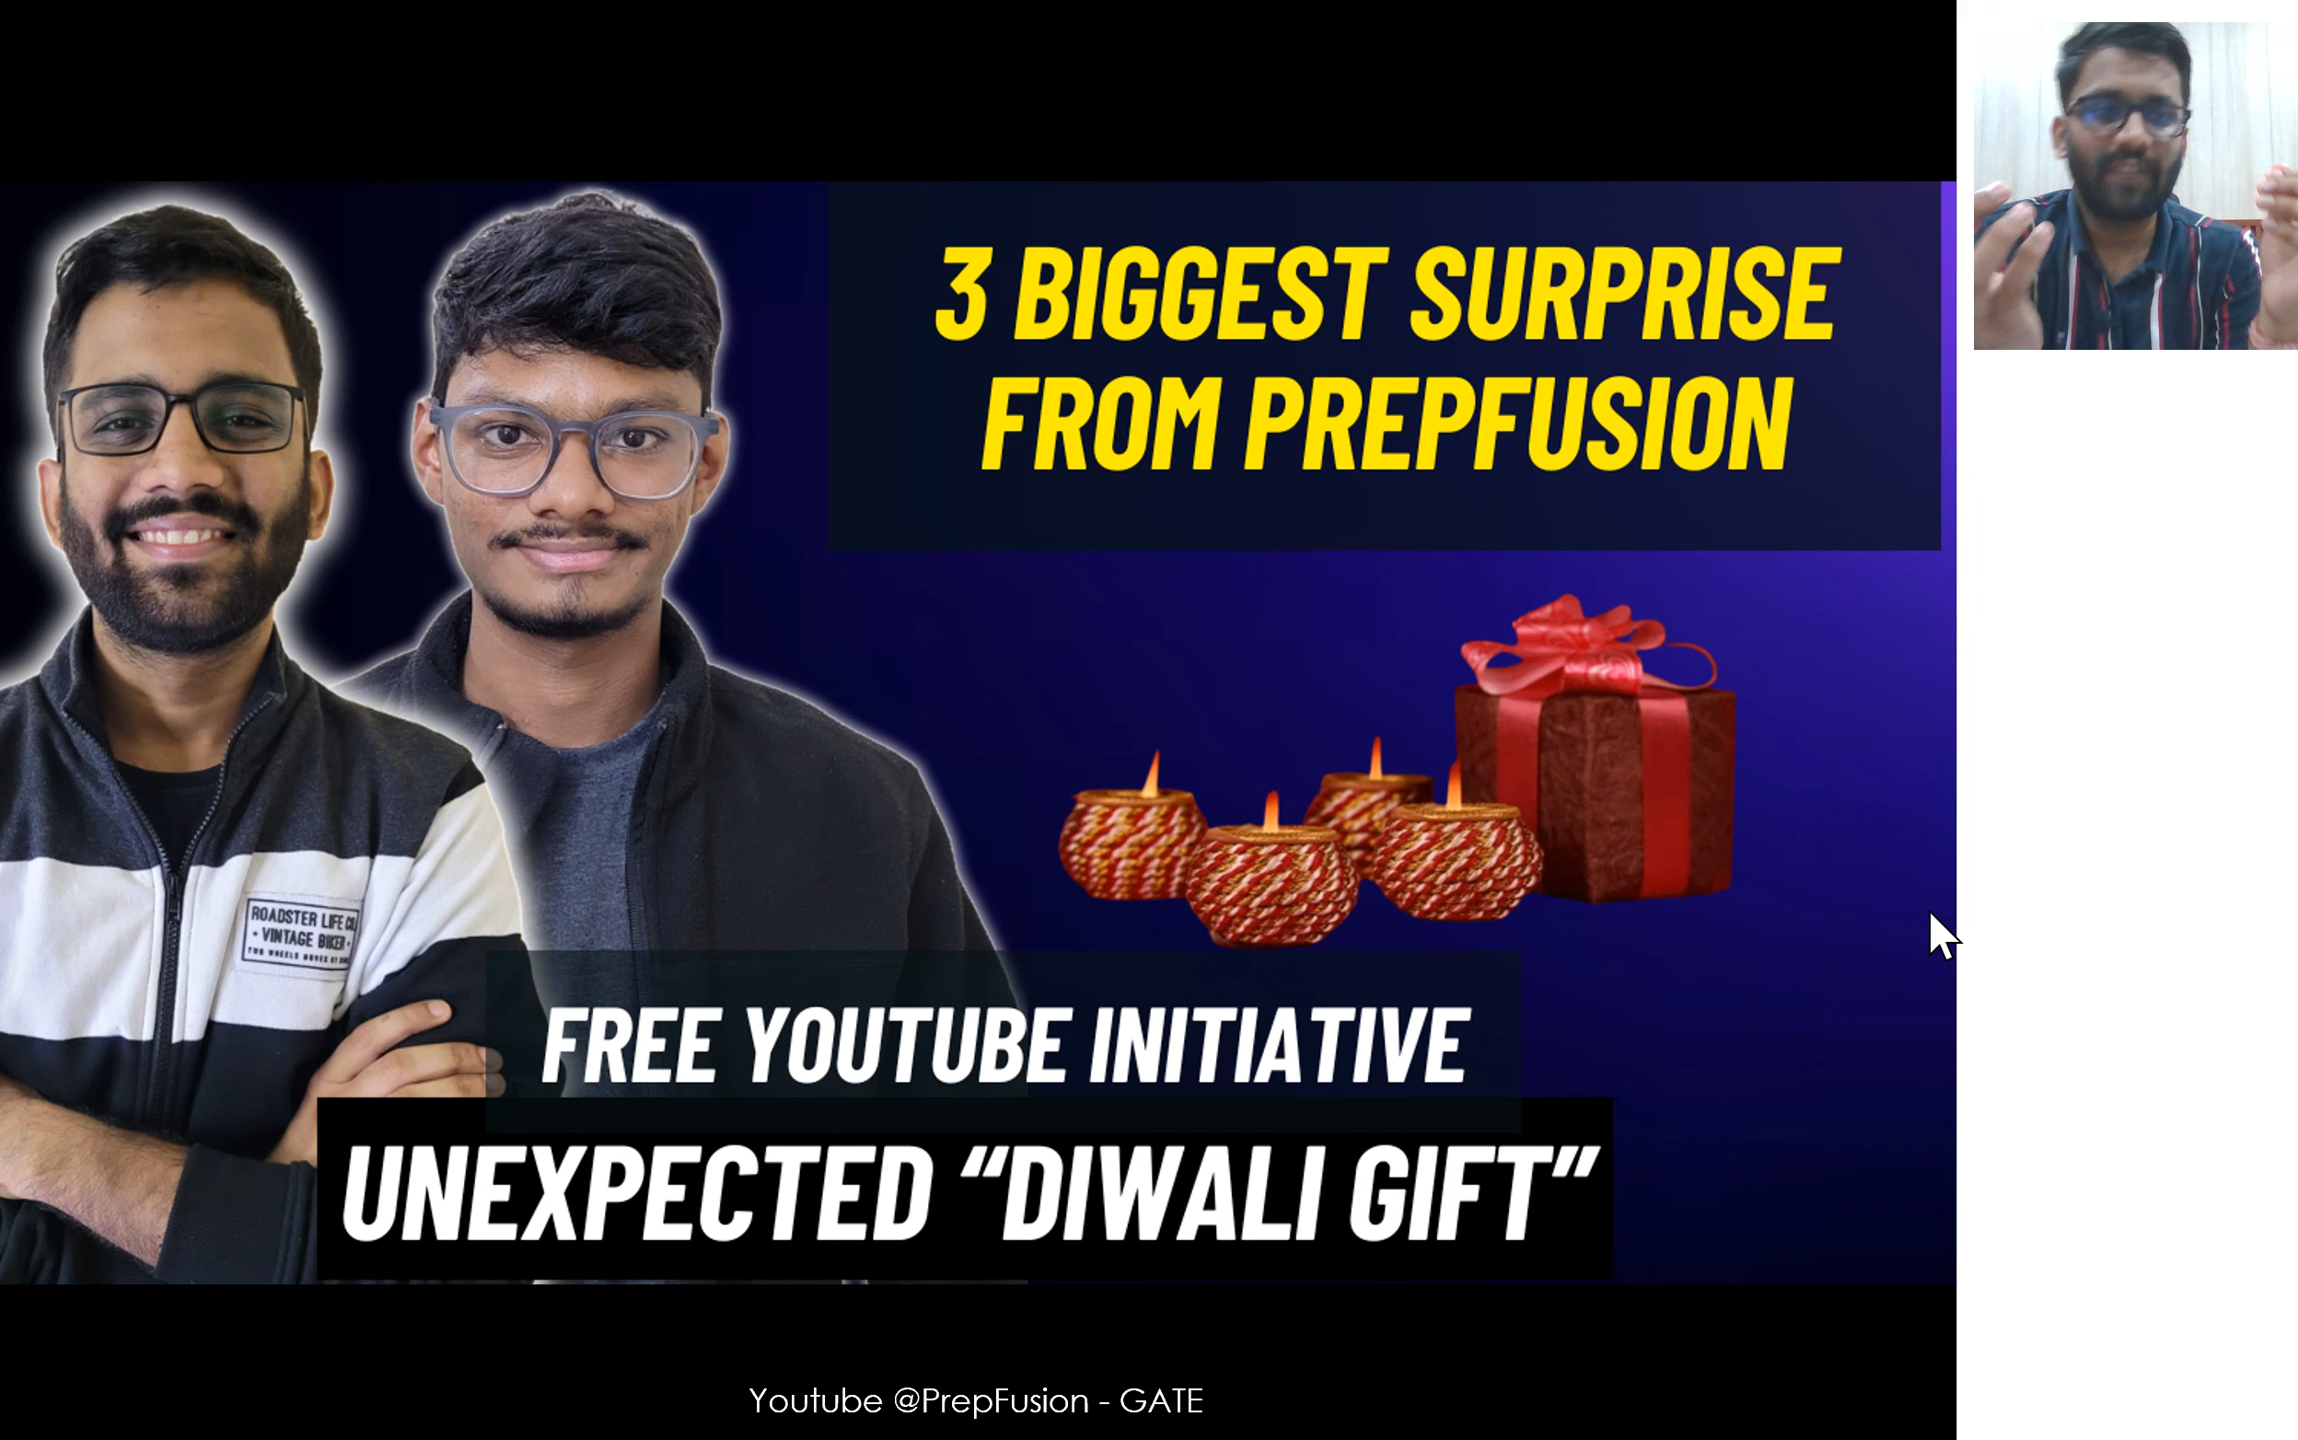 3 BIGGEST SURPRISE
FROM PREPFUSION
ROADSTER LIFE CO.
• VINTAGE BIKER •
FREE YOUTUBE INITIATIVE
UNEXPECTED “DIWALI GIFT”
Youtube @PrepFusion - GATE